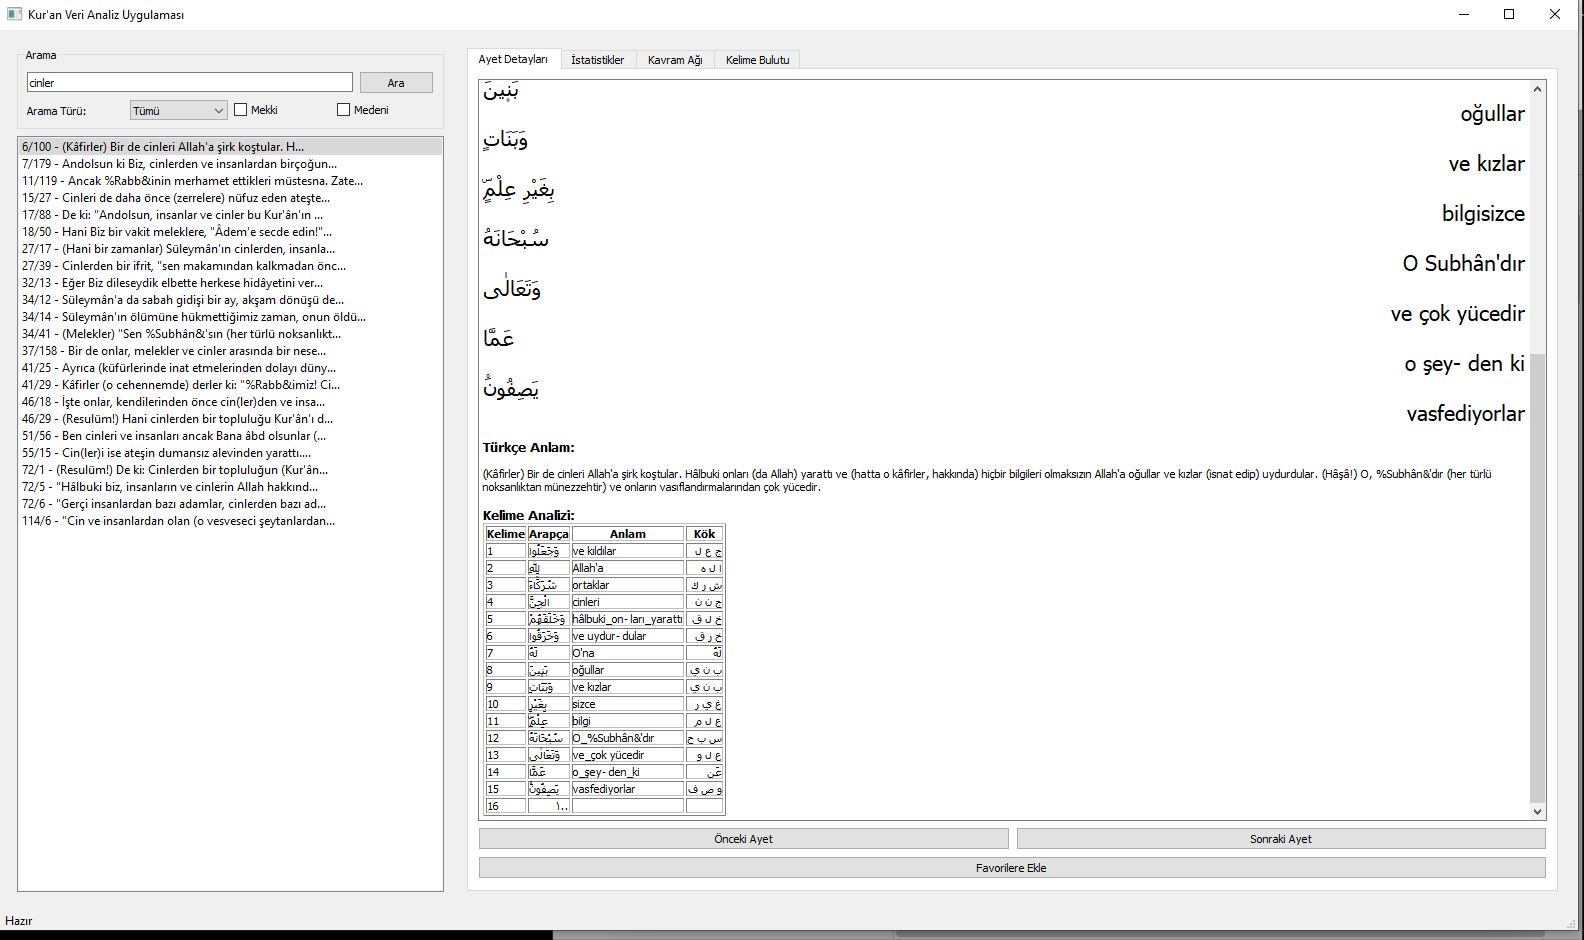 Kur'an Veri Analiz Uygulaması
Arama
cinler
Ara
Arama Türü:
Tümü
Mekki
Medeni
6/100 - (Kâfirler) Bir de cinleri Allah'a şirk koştular. H...
7/179 - Andolsun ki Biz, cinlerden ve insanlardan birçoğun...
11/119 - Ancak %Rabb&inin merhamet ettikleri müstesna. Zate...
15/27 - Cinleri de daha önce (zerrelere) nüfuz eden ateşte...
17/88 - De ki: "Andolsun, insanlar ve cinler bu Kur'ân'ın ...
18/50 - Hani Biz bir vakit meleklere, "Âdem'e secde edin!"...
27/17 - (Hani bir zamanlar) Süleymân'ın cinlerden, insanla...
27/39 - Cinlerden bir ifrit, "sen makamından kalkmadan önc...
32/13 - Eğer Biz dileseydik elbette herkese hidâyetini ver...
34/12 - Süleymân'a da sabah gidişi bir ay, akşam dönüşü de...
34/14 - Süleymân'ın ölümüne hükmettiğimiz zaman, onun öldü...
34/41 - (Melekler) "Sen %Subhân&'sın (her türlü noksanlıkt...
37/158 - Bir de onlar, melekler ve cinler arasında bir nese...
41/25 - Ayrıca (küfürlerinde inat etmelerinden dolayı düny...
41/29 - Kâfirler (o cehennemde) derler ki: "%Rabb&imiz! Ci...
46/18 - İşte onlar, kendilerinden önce cin(ler)den ve insa...
46/29 - (Resulüm!) Hani cinlerden bir topluluğu Kur'ân'ı d...
51/56 - Ben cinleri ve insanları ancak Bana âbd olsunlar (...
55/15 - Cin(ler)i ise ateşin dumansız alevinden yarattı....
72/1 - (Resulüm!) De ki: Cinlerden bir topluluğun (Kur'ân...
72/5 - "Hâlbuki biz, insanların ve cinlerin Allah hakkınd...
72/6 - "Gerçi insanlardan bazı adamlar, cinlerden bazı ad...
114/6 - "Cin ve insanlardan olan (o vesveseci şeytanlardan...
Ayet Detayları
İstatistikler
Kavram Ağı
Kelime Bulutu
بَن۪ينَ
oğullar
وَبَنَاتٍ
ve kızlar
بِغَيْرِ عِلْمٍۜ
bilgisizce
سُبْحَانَهُ
O Subhân'dır
وَتَعَالٰى
ve çok yücedir
عَمَّا
o şey- den ki
يَصِفُونَ۟
vasfediyorlar
Türkçe Anlam:
(Kâfirler) Bir de cinleri Allah'a şirk koştular. Hâlbuki onları (da Allah) yarattı ve (hatta o kâfirler, hakkında) hiçbir bilgileri olmaksızın Allah'a oğullar ve kızlar (isnat edip) uydurdular. (Hâşâ!) O, %Subhân&'dır (her türlü
noksanlıktan münezzehtir) ve onların vasıflandırmalarından çok yücedir.
Kelime Analizi:
Kelime Arapça Anlam Kök
1 وَجَعَلُوا ve kıldılar ج ع ل
2 لِلّٰهِ Allah'a ا ل ه
3 شُرَكَٓاءَ ortaklar ش ر ك
4 الْجِنَّ cinleri ج ن ن
5 وَخَلَقَهُمْ hâlbuki_on- ları_yarattı خ ل ق
6 وَخَرَقُوا ve uydur- dular خ ر ق
7 لَهُ O'na لَهُ
8 بَن۪ينَ oğullar ب ن ي
9 وَبَنَاتٍ ve kızlar ب ن ي
10 بِغَيْرِ sizce غ ي ر
11 عِلْمٍۜ bilgi ع ل م
12 سُبْحَانَهُ O_%Subhân&'dır س ب ح
13 وَتَعَالٰى ve_çok yücedir ع ل و
14 عَمَّا o_şey- den_ki عَن
15 يَصِفُونَ۟ vasfediyorlar و ص ف
16 ١٠٠
Önceki Ayet
Sonraki Ayet
Favorilere Ekle
Hazır